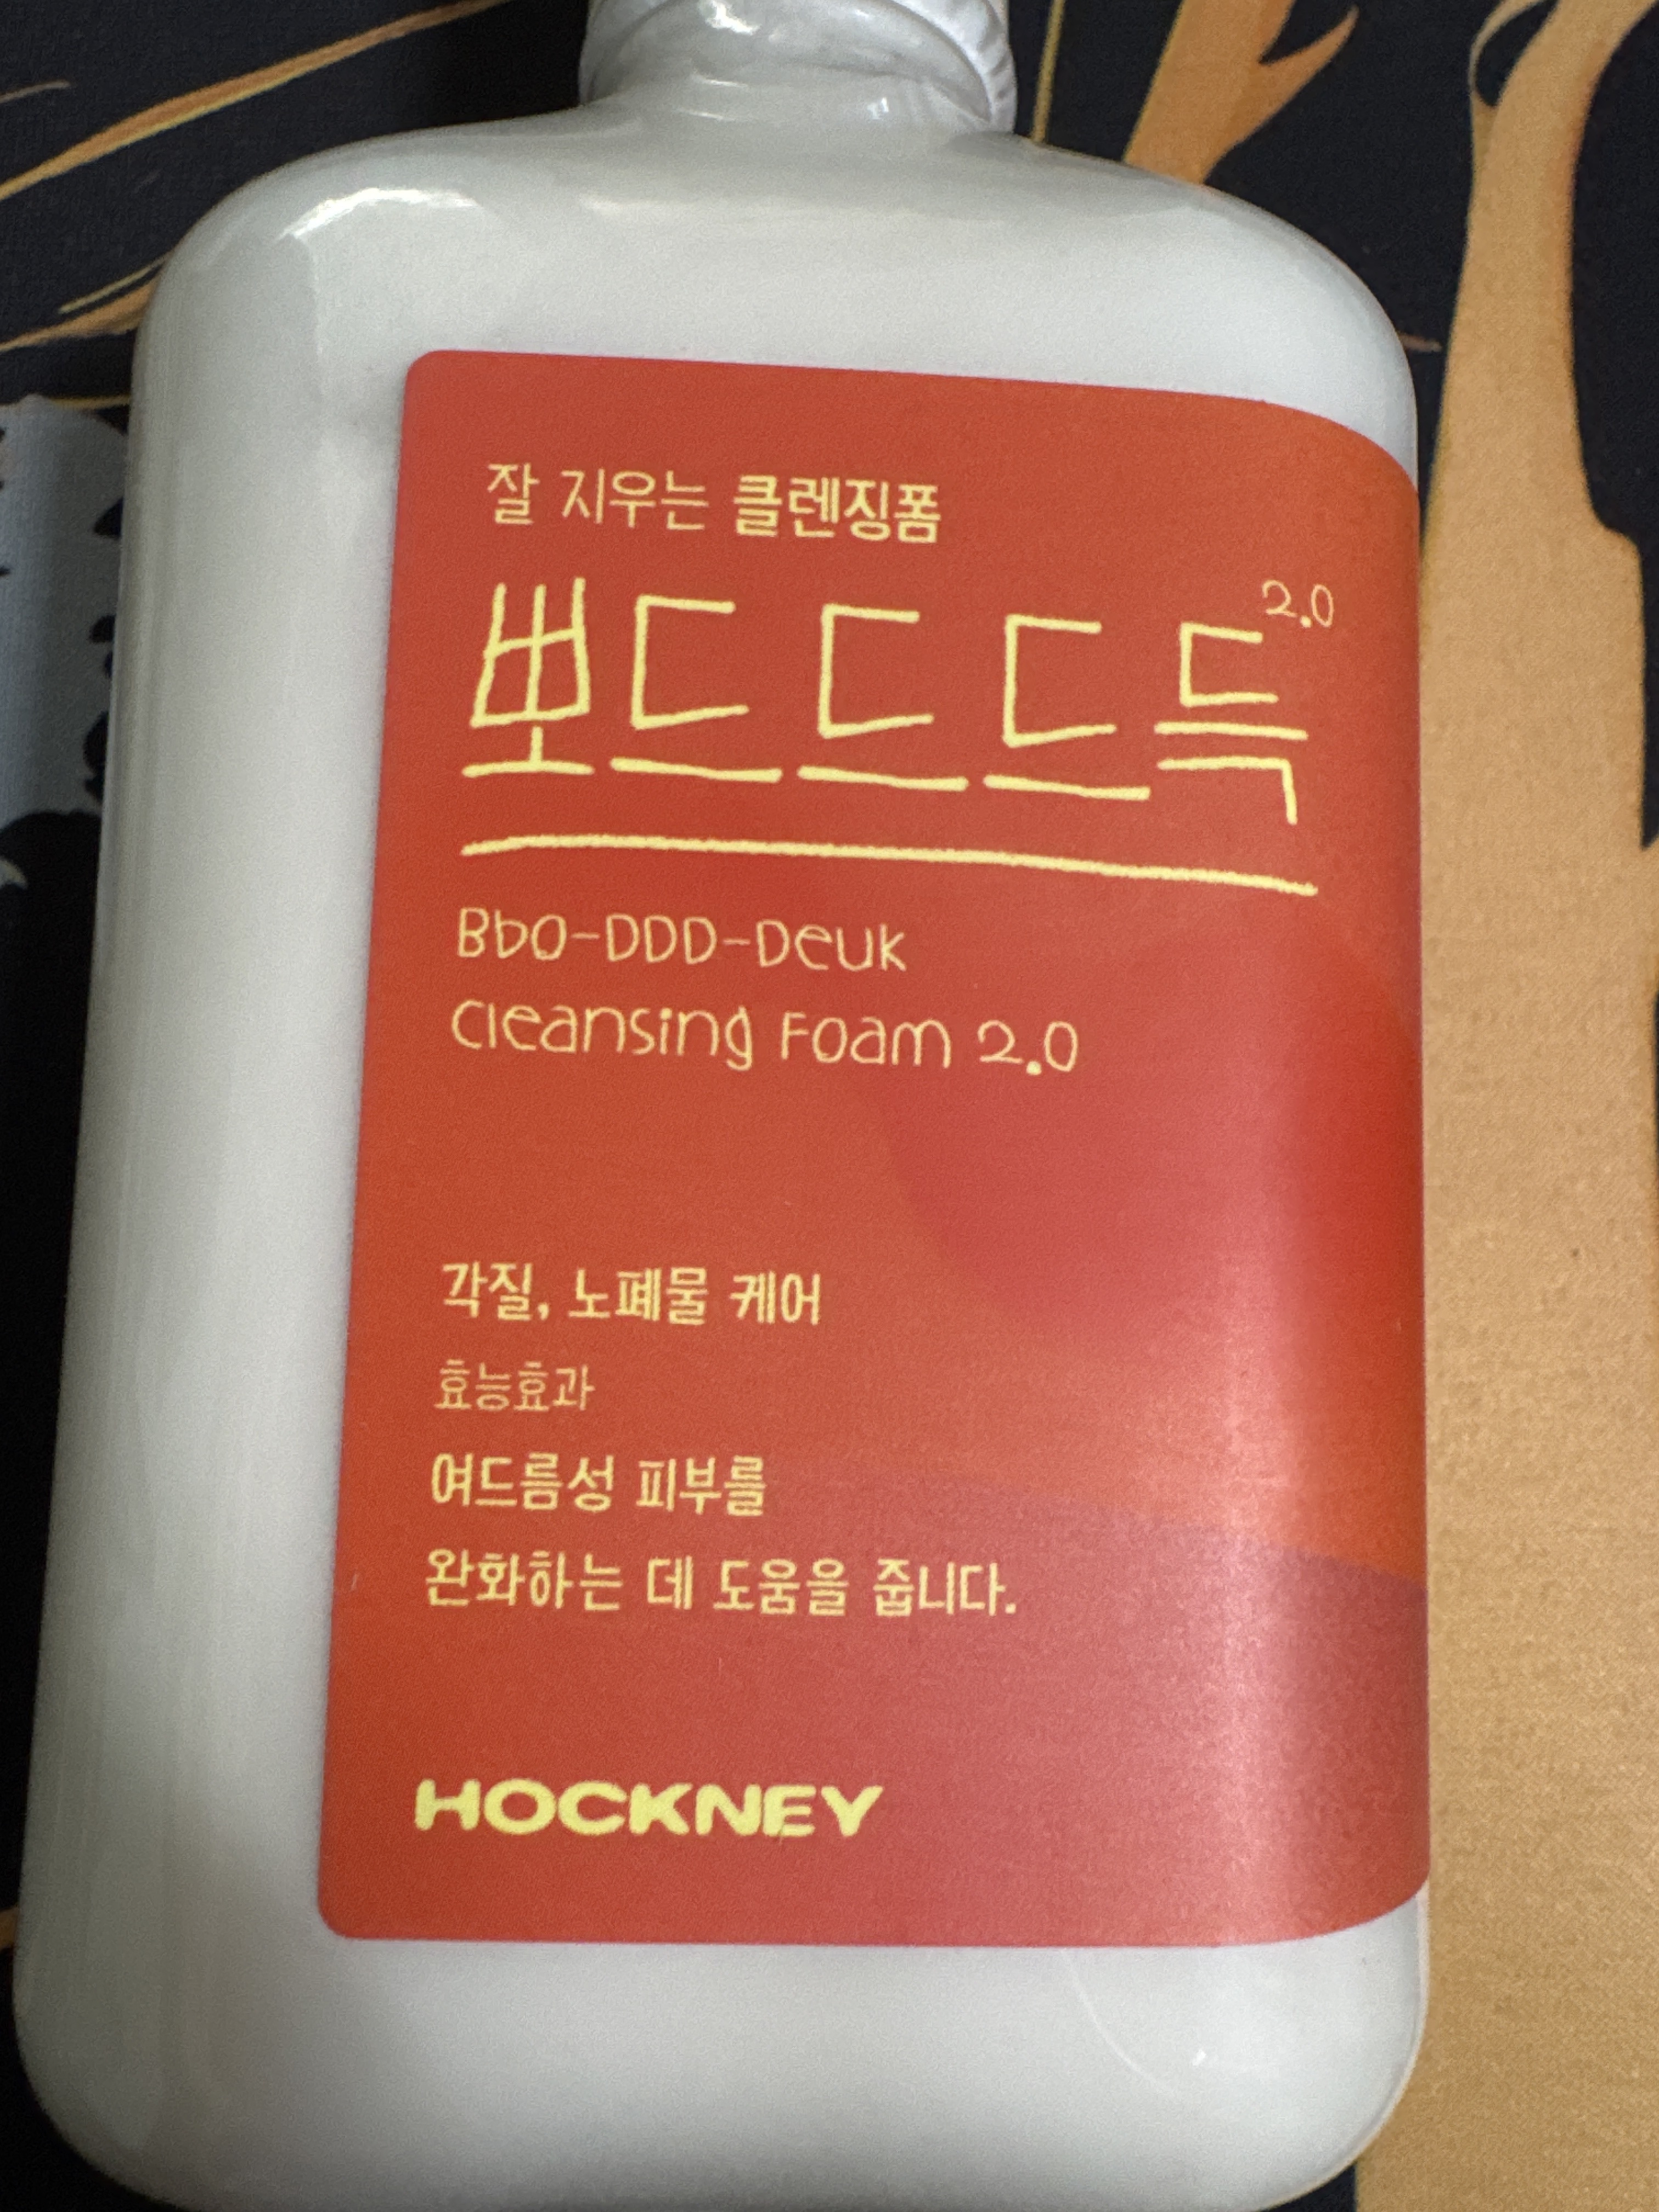 잘 지우는 클렌징폼
뽀드드드득 2.0
Bbo-DDD-Deuk
Cleansing Foam 2.0
각질, 노폐물 케어
효능효과
여드름성 피부를
완화하는 데 도움을 줍니다.
HOCKNEY